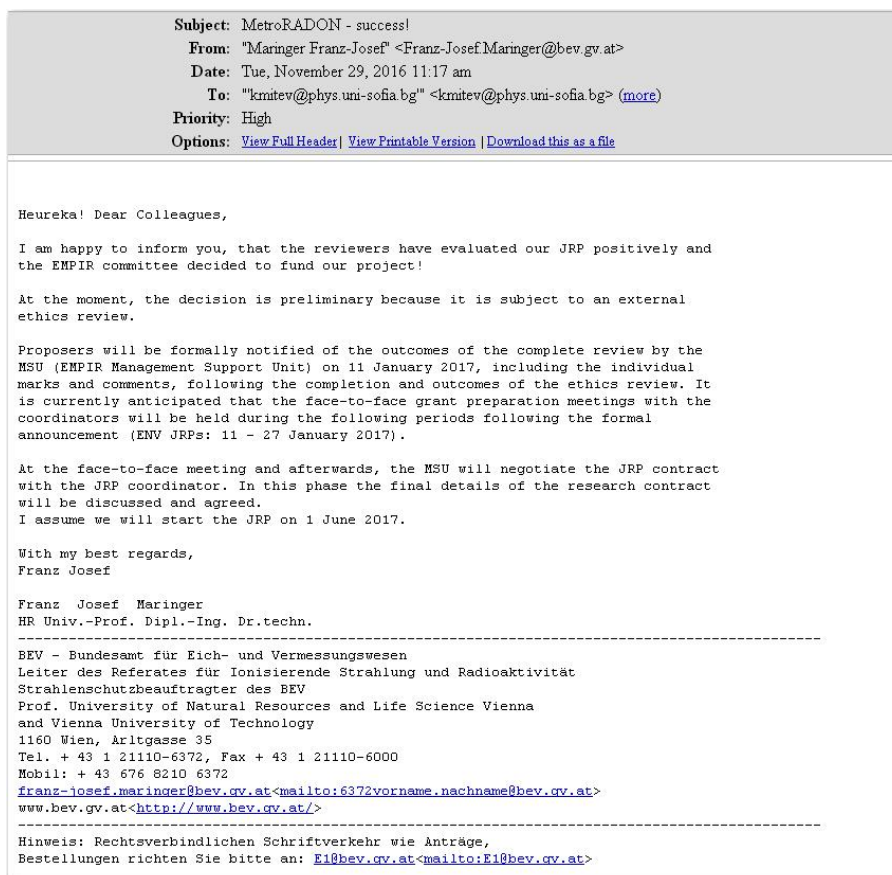 Subject: MetroRADON - success!
From: "Maringer Franz-Josef" <Franz-Josef.Maringer@bev.gv.at>
Date: Tue, November 29, 2016 11:17 am
To: "'kmitev@phys.uni-sofia.bg'" <kmitev@phys.uni-sofia.bg> (more)
Priority: High
Options: View Full Header | View Printable Version | Download this as a file
Heureka! Dear Colleagues,
I am happy to inform you, that the reviewers have evaluated our JRP positively and
the EMPIR committee decided to fund our project!
At the moment, the decision is preliminary because it is subject to an external
ethics review.
Proposers will be formally notified of the outcomes of the complete review by the
MSU (EMPIR Management Support Unit) on 11 January 2017, including the individual
marks and comments, following the completion and outcomes of the ethics review. It
is currently anticipated that the face-to-face grant preparation meetings with the
coordinators will be held during the following periods following the formal
announcement (ENV JRPs: 11 - 27 January 2017).
At the face-to-face meeting and afterwards, the MSU will negotiate the JRP contract
with the JRP coordinator. In this phase the final details of the research contract
will be discussed and agreed.
I assume we will start the JRP on 1 June 2017.
With my best regards,
Franz Josef
Franz  Josef  Maringer
HR Univ.-Prof. Dipl.-Ing. Dr.techn.
--------------------------------------------------------------------------------
BEV - Bundesamt für Eich- und Vermessungswesen
Leiter des Referates für Ionisierende Strahlung und Radioaktivität
Strahlenschutzbeauftragter des BEV
Prof. University of Natural Resources and Life Science Vienna
and Vienna University of Technology
1160 Wien, Arltgasse 35
Tel. + 43 1 21110-6372, Fax + 43 1 21110-6000
Mobil: + 43 676 8210 6372
franz-josef.maringer@bev.gv.at<mailto:6372vorname.nachname@bev.gv.at>
www.bev.gv.at<http://www.bev.gv.at/>
--------------------------------------------------------------------------------
Hinweis: Rechtsverbindlichen Schriftverkehr wie Anträge,
Bestellungen richten Sie bitte an: E1@bev.gv.at<mailto:E1@bev.gv.at>